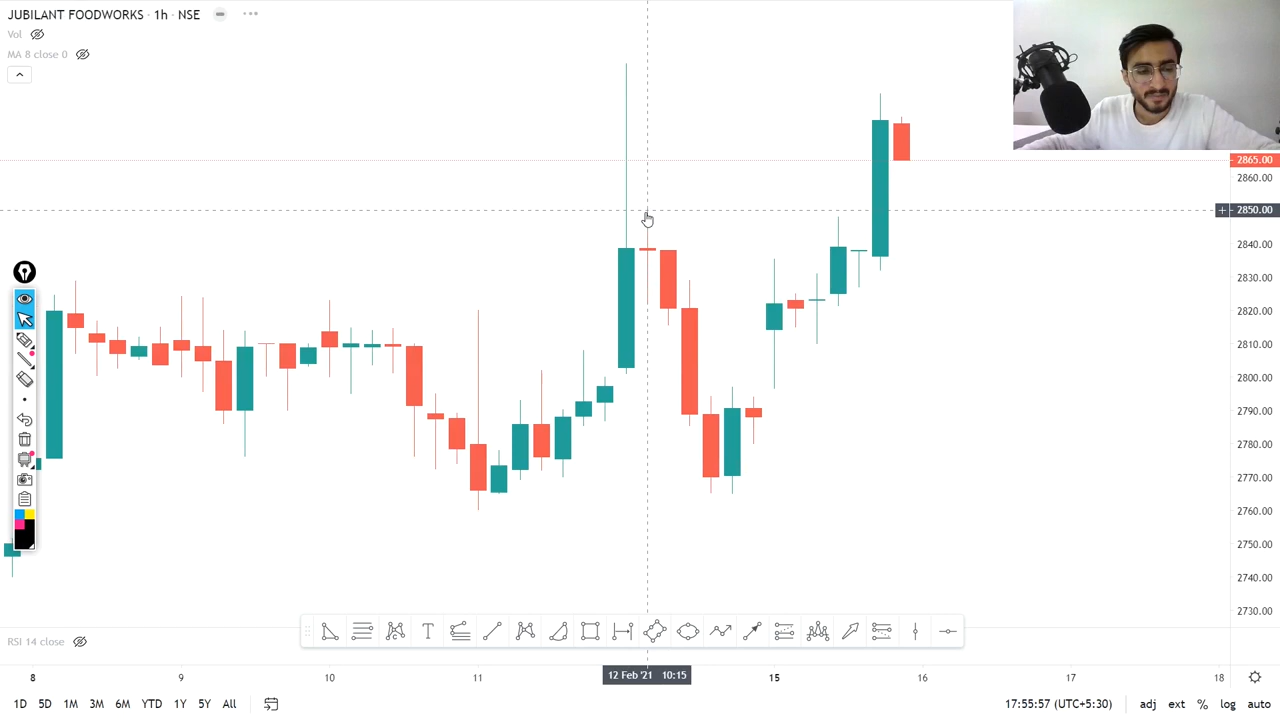 JUBILANT FOODWORKS · 1h · NSE
Vol
MA 8 close 0
2865.00
2860.00
2850.00
2840.00
2830.00
2820.00
2810.00
2800.00
2790.00
2780.00
2770.00
2760.00
2750.00
2740.00
2730.00
RSI 14 close
8 9 10 11 12 Feb '21 10:15 15 16 17 18
1D 5D 1M 3M 6M YTD 1Y 5Y All 17:55:57 (UTC+5:30) adj ext % log auto